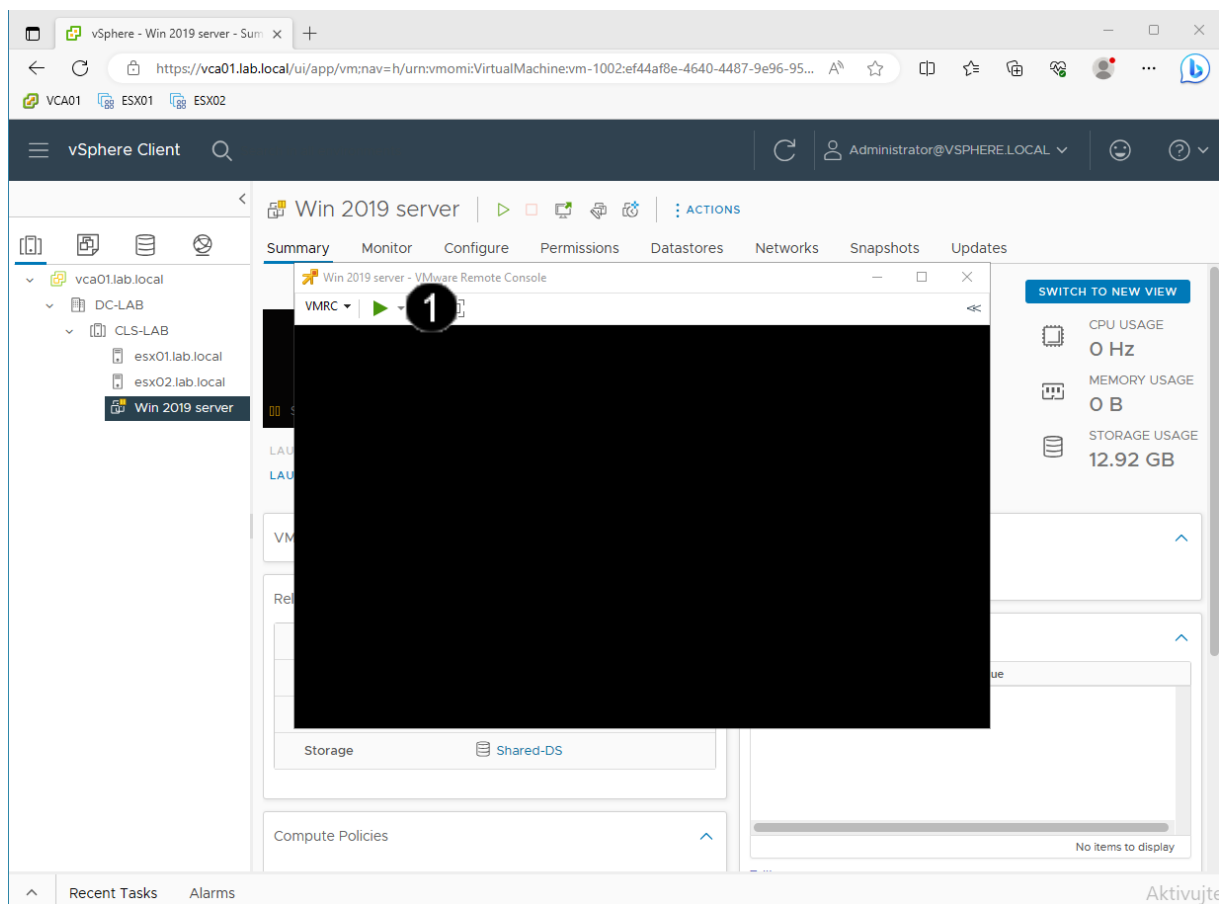 vSphere - Win 2019 server - Sum
https://vca01.lab.local/ui/app/vm;nav=h/urn:vmomi:VirtualMachine:vm-1002:ef44af8e-4640-4487-9e96-95...
VCA01 ESX01 ESX02
vSphere Client Administrator@VSPHERE.LOCAL
Win 2019 server ACTIONS
Summary Monitor Configure Permissions Datastores Networks Snapshots Updates
vca01.lab.local
DC-LAB
CLS-LAB
esx01.lab.local
esx02.lab.local
Win 2019 server
Win 2019 server - VMware Remote Console
VMRC 1
SWITCH TO NEW VIEW
CPU USAGE
0 Hz
MEMORY USAGE
0 B
STORAGE USAGE
12.92 GB
LAU
LAU
VM
Rel
ue
Storage Shared-DS
Compute Policies
No items to display
Recent Tasks Alarms
Aktivujte